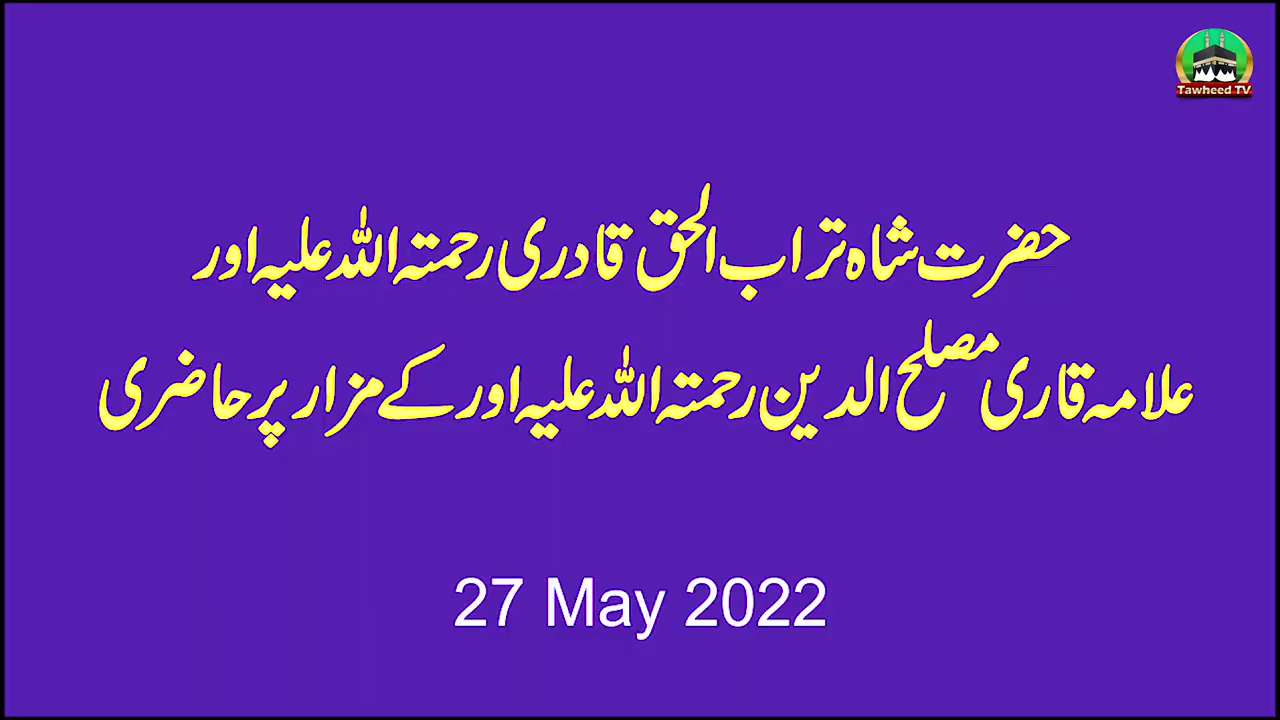 Tawheed TV
حضرت شاہ تراب الحق قادری رحمتہ اللہ علیہ اور
علامہ قاری مصلح الدین رحمتہ اللہ علیہ اور کے مزار پر حاضری
27 May 2022